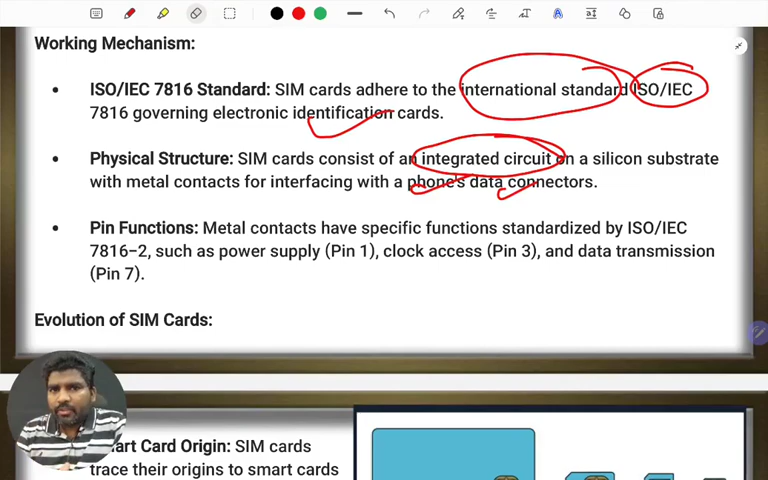 Working Mechanism:
• ISO/IEC 7816 Standard: SIM cards adhere to the international standard ISO/IEC
7816 governing electronic identification cards.
• Physical Structure: SIM cards consist of an integrated circuit on a silicon substrate
with metal contacts for interfacing with a phone's data connectors.
• Pin Functions: Metal contacts have specific functions standardized by ISO/IEC
7816-2, such as power supply (Pin 1), clock access (Pin 3), and data transmission
(Pin 7).
Evolution of SIM Cards:
Smart Card Origin: SIM cards
trace their origins to smart cards